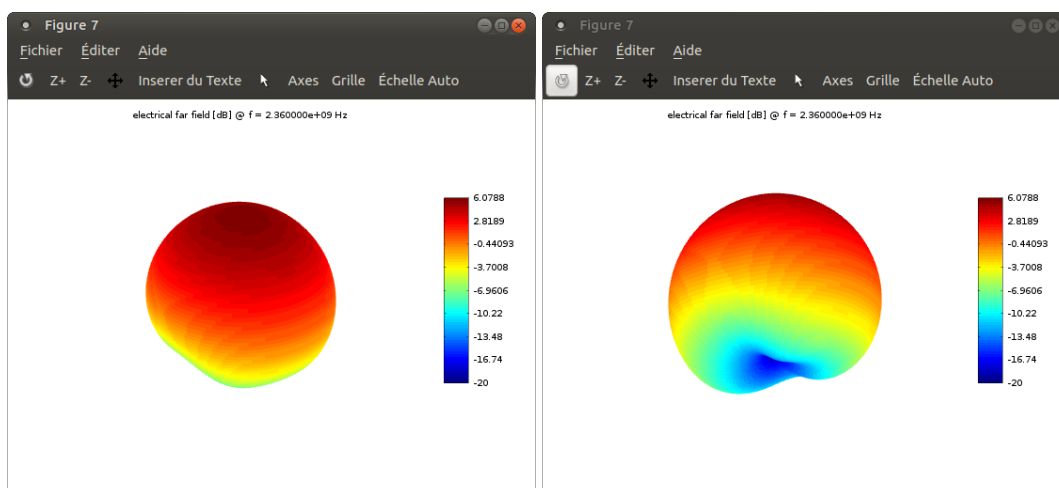 Figure 7
Fichier Éditer Aide
Z+ Z- Inserer du Texte Axes Grille Échelle Auto
electrical far field [dB] @ f = 2.360000e+09 Hz
6.0788
2.8189
-0.44093
-3.7008
-6.9606
-10.22
-13.48
-16.74
-20
Figure 7
Fichier Éditer Aide
Z+ Z- Inserer du Texte Axes Grille Échelle Auto
electrical far field [dB] @ f = 2.360000e+09 Hz
6.0788
2.8189
-0.44093
-3.7008
-6.9606
-10.22
-13.48
-16.74
-20